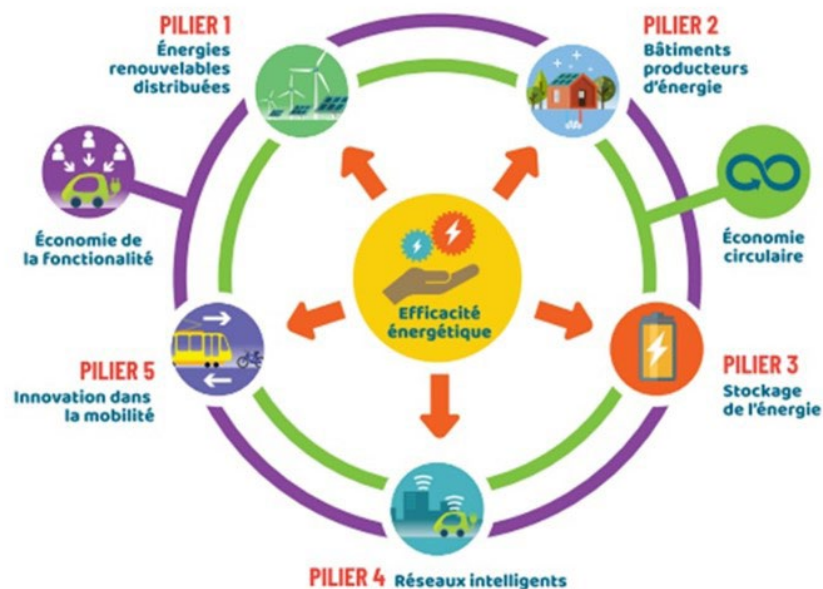 PILIER 1
Énergies
renouvelables
distribuées
PILIER 2
Bâtiments
producteurs
d'énergie
Économie de
la fonctionalité
Économie
circulaire
Efficacité
énergétique
PILIER 5
Innovation dans
la mobilité
PILIER 3
Stockage
de l'énergie
PILIER 4 Réseaux intelligents